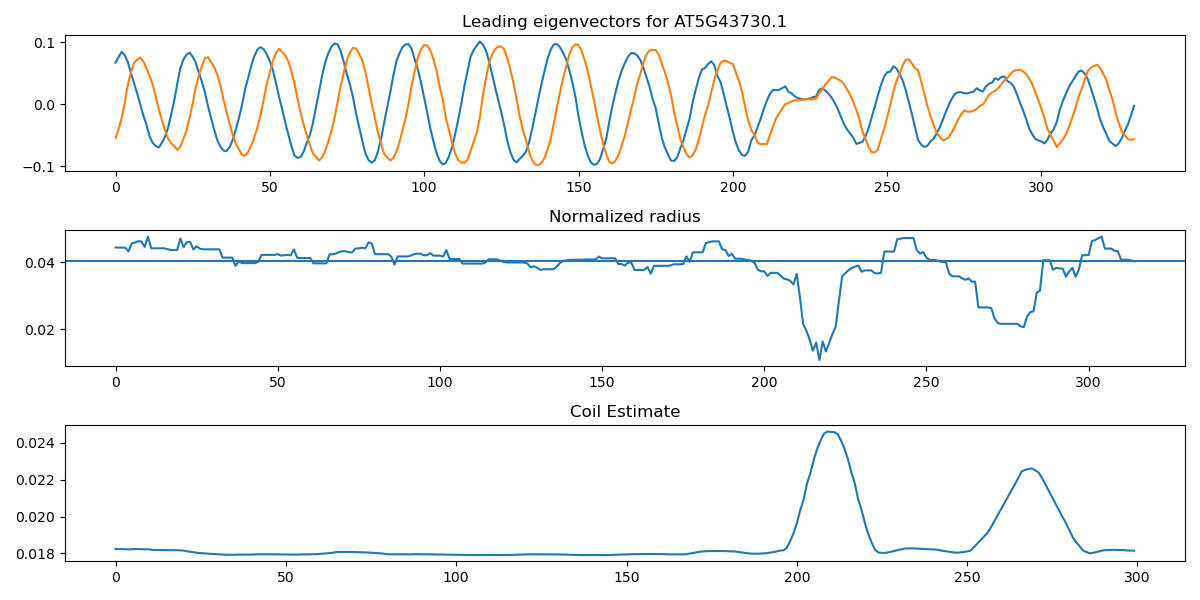 Leading eigenvectors for AT5G43730.1
0.1
0.0
−0.1
0 50 100 150 200 250 300
Normalized radius
0.04
0.02
0 50 100 150 200 250 300
Coil Estimate
0.024
0.022
0.020
0.018
0 50 100 150 200 250 300